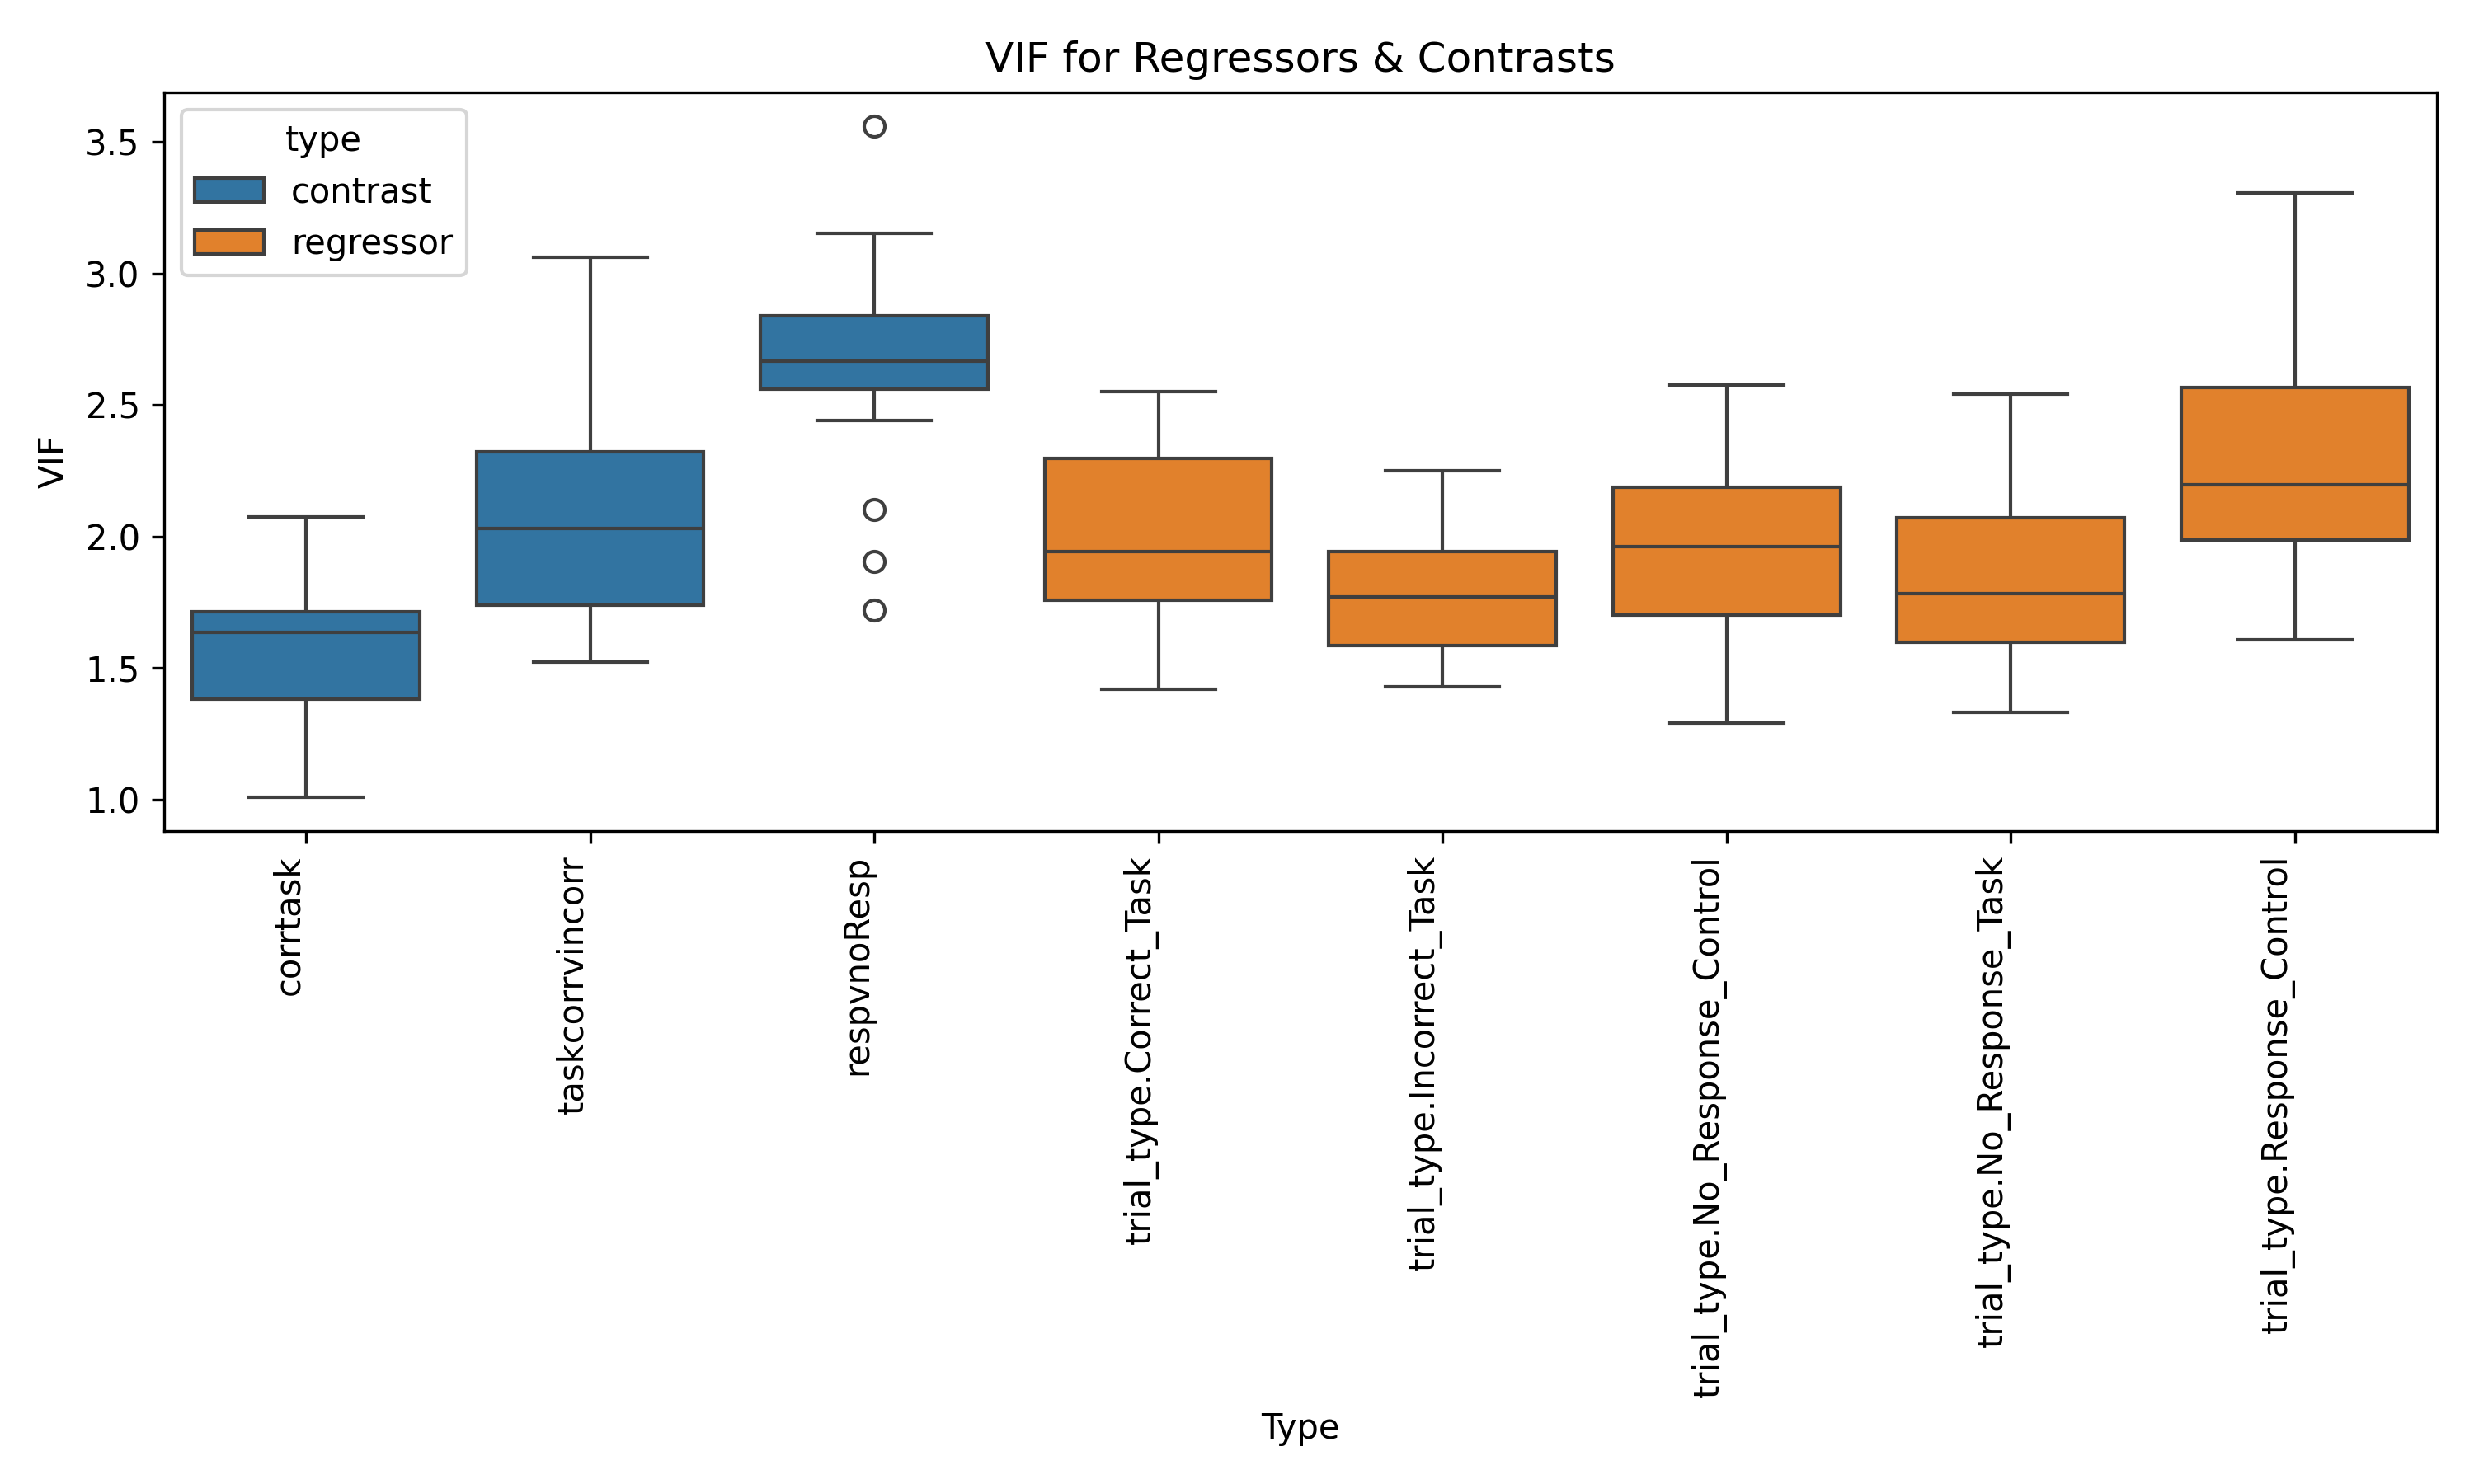 VIF for Regressors & Contrasts
type
contrast
regressor
VIF
3.5
3.0
2.5
2.0
1.5
1.0
corrtask
taskcorrvincorr
respvnoResp
trial_type.Correct_Task
trial_type.Incorrect_Task
trial_type.No_Response_Control
trial_type.No_Response_Task
trial_type.Response_Control
Type